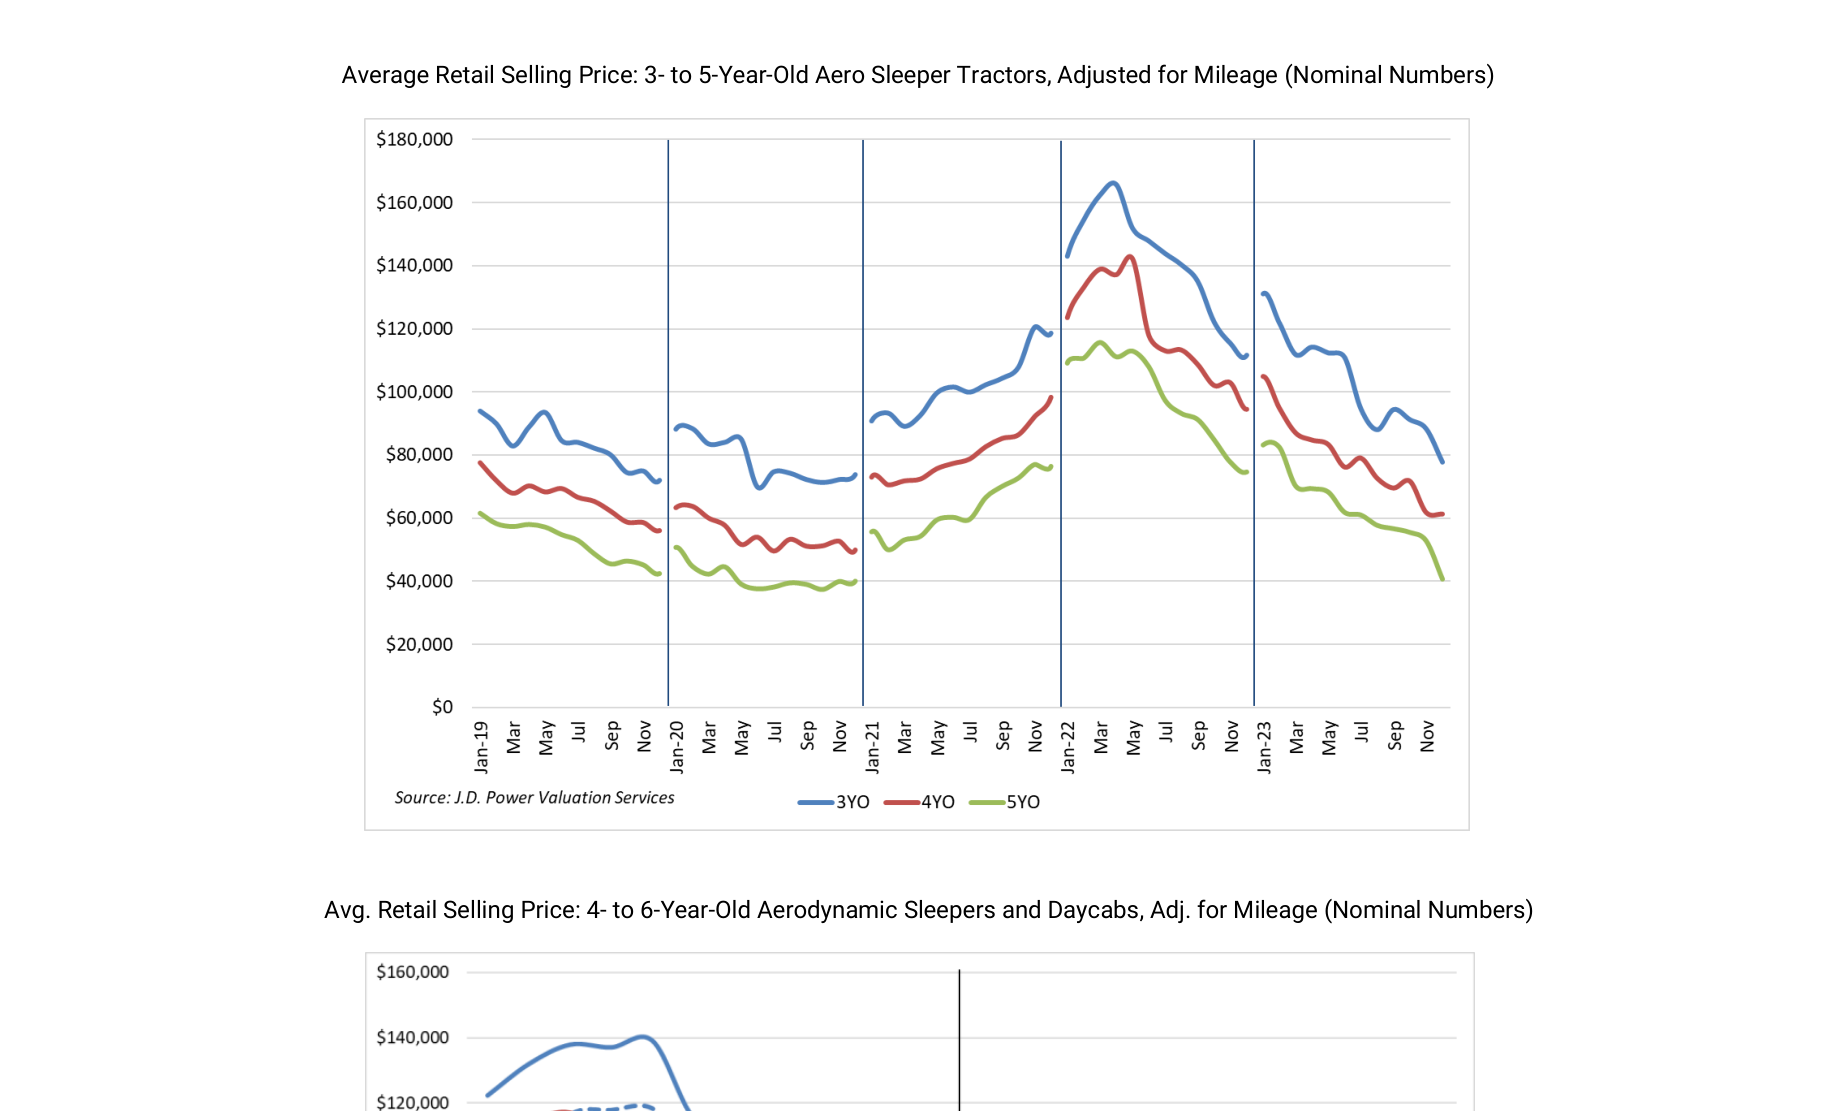 Average Retail Selling Price: 3- to 5-Year-Old Aero Sleeper Tractors, Adjusted for Mileage (Nominal Numbers)
$180,000
$160,000
$140,000
$120,000
$100,000
$80,000
$60,000
$40,000
$20,000
$0
Jan-19 Mar May Jul Sep Nov Jan-20 Mar May Jul Sep Nov Jan-21 Mar May Jul Sep Nov Jan-22 Mar May Jul Sep Nov Jan-23 Mar May Jul Sep Nov
Source: J.D. Power Valuation Services
3YO 4YO 5YO
Avg. Retail Selling Price: 4- to 6-Year-Old Aerodynamic Sleepers and Daycabs, Adj. for Mileage (Nominal Numbers)
$160,000
$140,000
$120,000